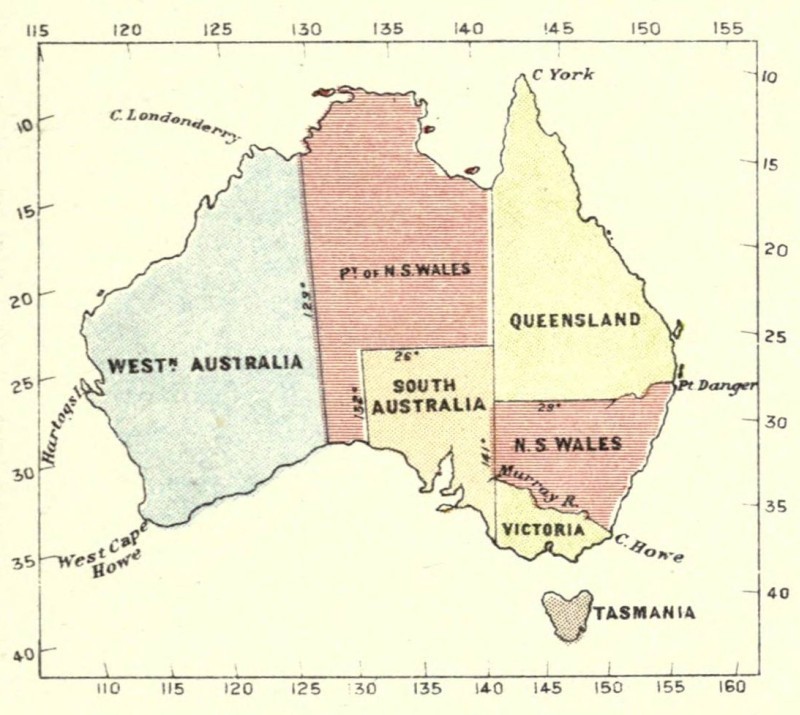 115 120 125 130 135 140 145 150 155
C York
10
C. Londonderry
10
15
15
20
Pᵀ OF N.S.WALES
129°
20
QUEENSLAND
25
WESTᴺ AUSTRALIA
26°
25
SOUTH
AUSTRALIA
132°
Pt Danger
Hartogs I.
29°
30
N.S. WALES
141°
30
Murray R.
35
VICTORIA
West Cape
Howe
C. Howe
35
40
TASMANIA
40
110 115 120 125 130 135 140 145 150 155 160